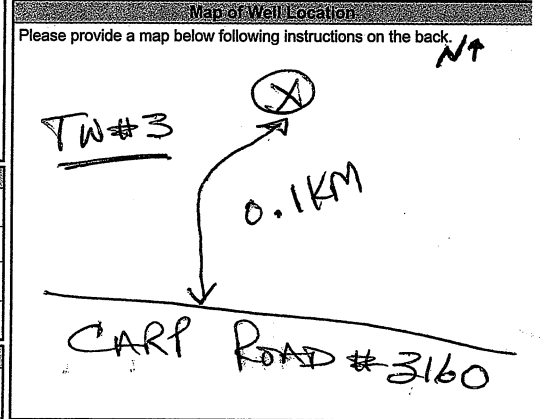 Map of Well Location
Please provide a map below following instructions on the back.
N↑
X
TW#3
0.1KM
CARP ROAD #3160